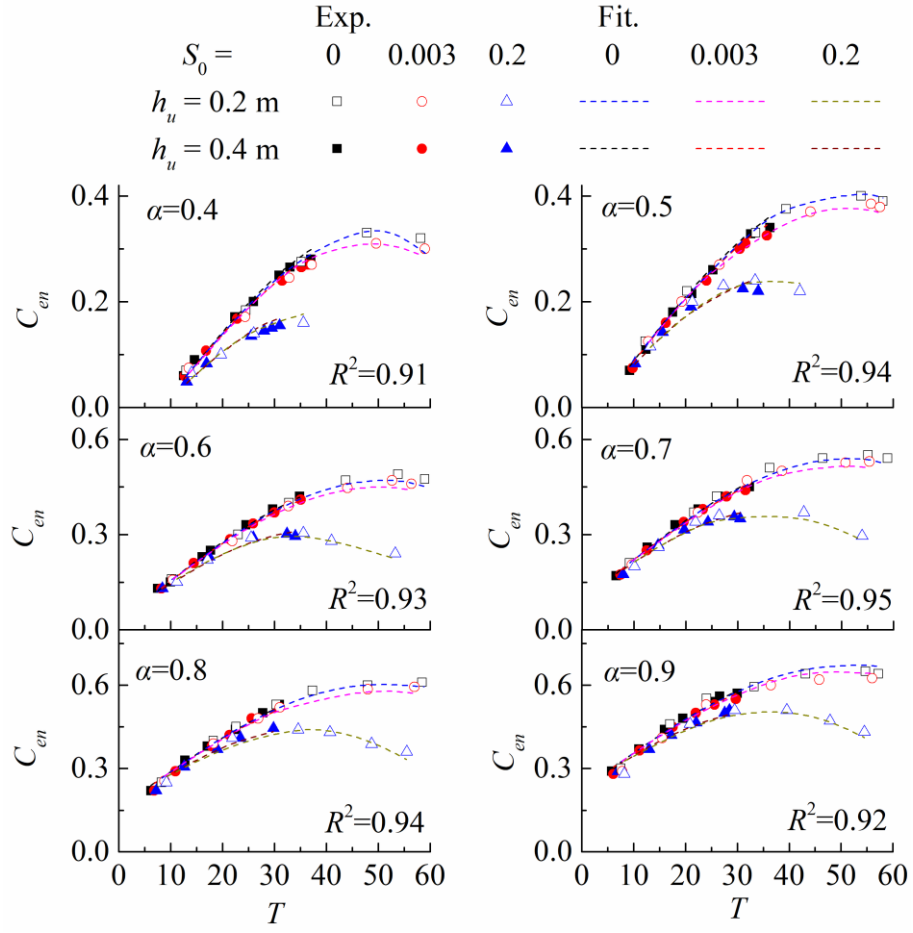 Exp. Fit.
S0 = 0 0.003 0.2 0 0.003 0.2
hu = 0.2 m
hu = 0.4 m
0.4 α=0.4 0.4 α=0.5
Cen 0.2 Cen 0.2
R2=0.91 R2=0.94
0.0 0.0
0.6 α=0.6 0.6 α=0.7
Cen 0.3 Cen 0.3
R2=0.93 R2=0.95
0.0 0.0
α=0.8 α=0.9
0.6 0.6
Cen Cen
0.3 0.3
R2=0.94 R2=0.92
0.0 0.0
0 10 20 30 40 50 60 0 10 20 30 40 50 60
T T